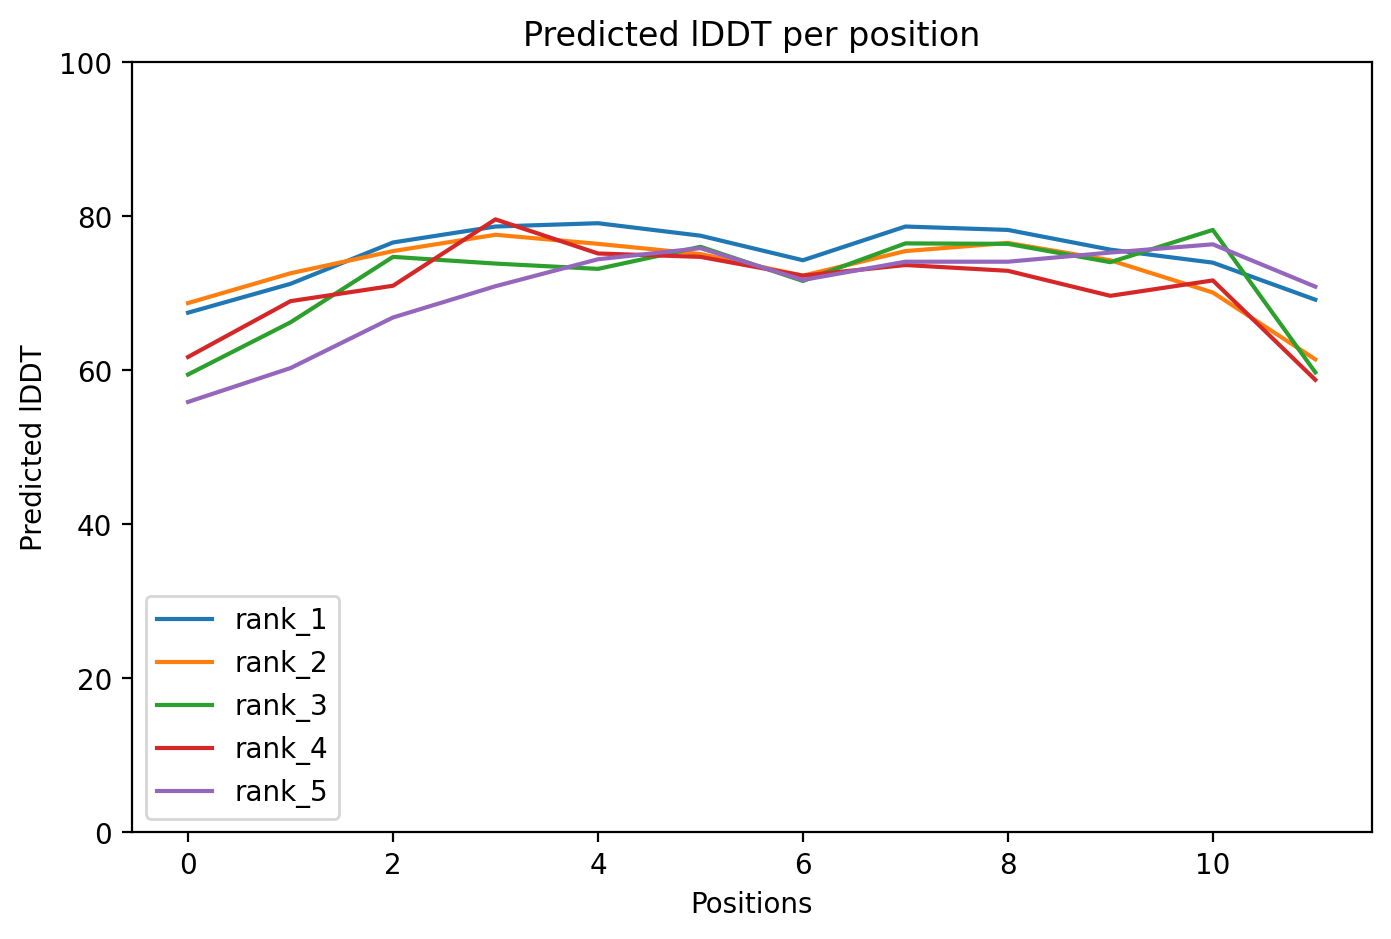 Predicted lDDT per position
100
80
60
40
20
0
Predicted lDDT
rank_1
rank_2
rank_3
rank_4
rank_5
0 2 4 6 8 10
Positions